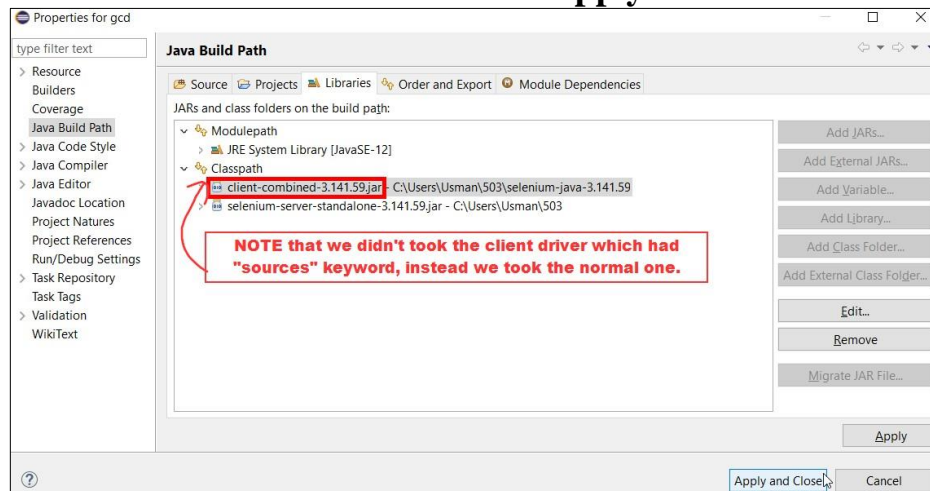 Apply
Properties for gcd
type filter text
Java Build Path
Resource
Builders
Coverage
Java Build Path
Java Code Style
Java Compiler
Java Editor
Javadoc Location
Project Natures
Project References
Run/Debug Settings
Task Repository
Task Tags
Validation
WikiText
Source Projects Libraries Order and Export Module Dependencies
JARs and class folders on the build path:
Modulepath
JRE System Library [JavaSE-12]
Classpath
client-combined-3.141.59.jar - C:\Users\Usman\503\selenium-java-3.141.59
selenium-server-standalone-3.141.59.jar - C:\Users\Usman\503
NOTE that we didn't took the client driver which had
"sources" keyword, instead we took the normal one.
Add JARs...
Add External JARs...
Add Variable...
Add Library...
Add Class Folder...
Add External Class Folder...
Edit...
Remove
Migrate JAR File...
Apply
Apply and Close
Cancel